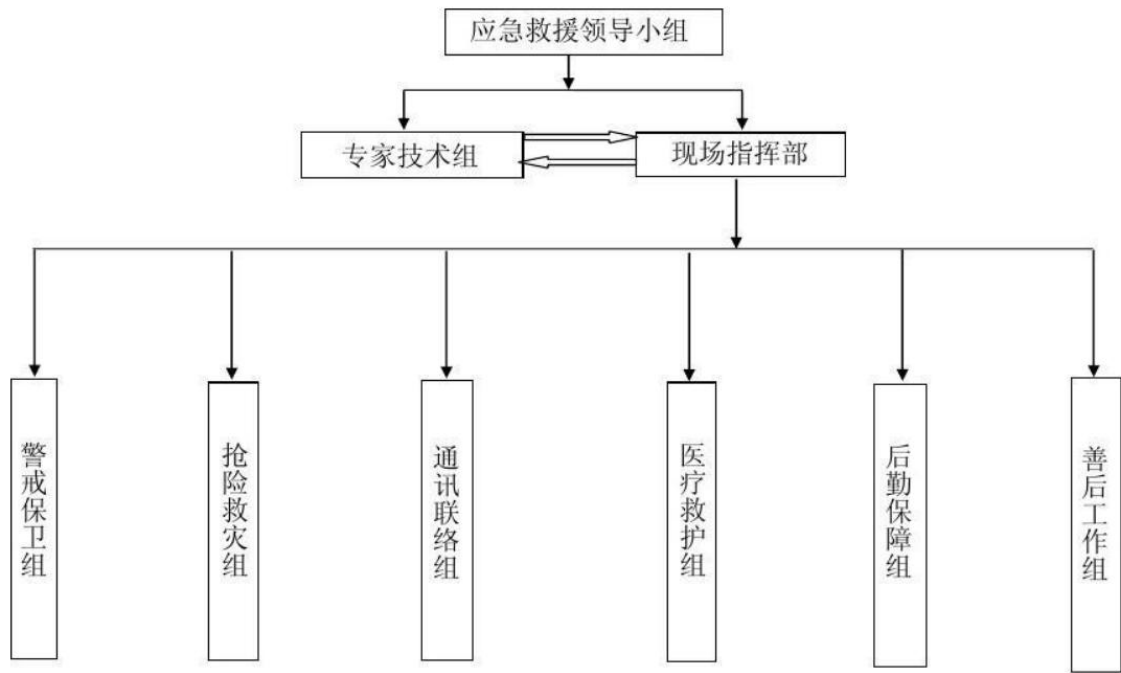 应急救援领导小组
专家技术组
现场指挥部
警戒保卫组
抢险救灾组
通讯联络组
医疗救护组
后勤保障组
善后工作组